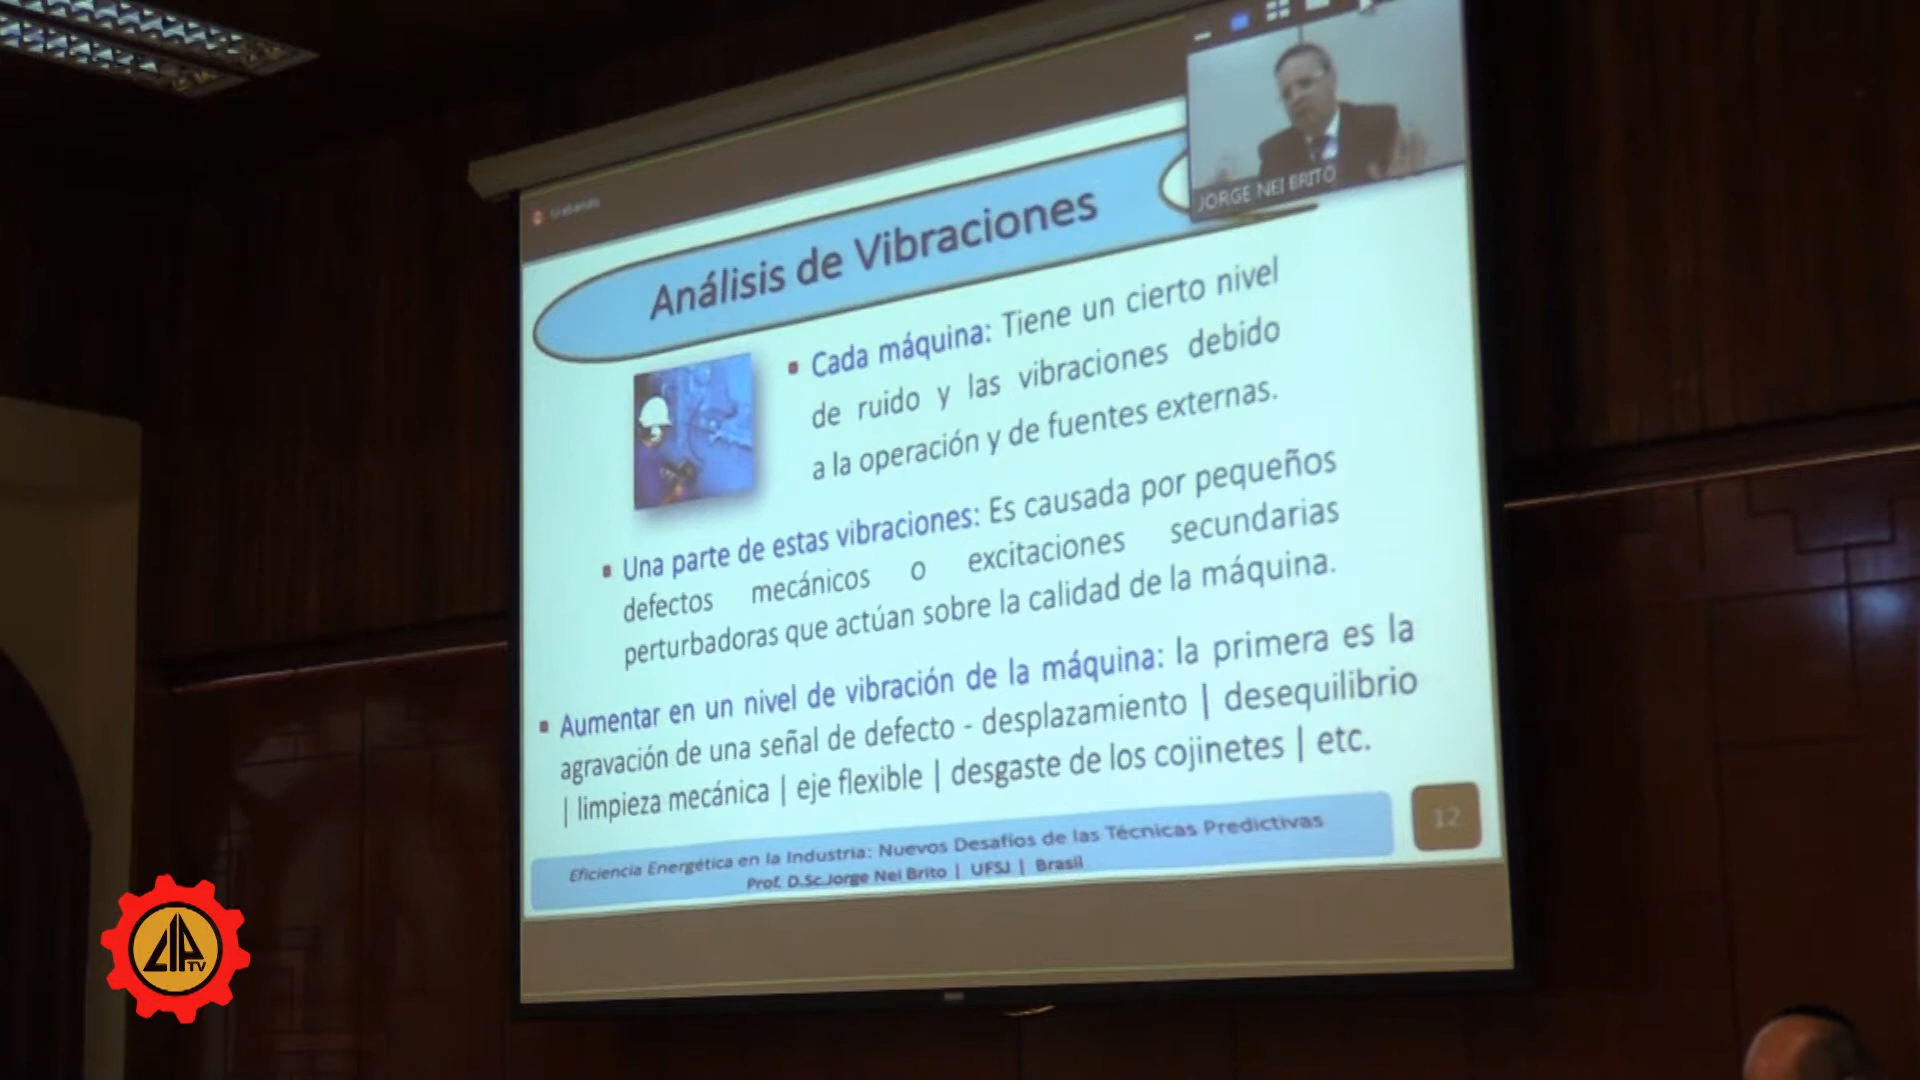 Grabando
JORGE NEI BRITO
Análisis de Vibraciones
▪ Cada máquina: Tiene un cierto nivel
de ruido y las vibraciones debido
a la operación y de fuentes externas.
▪ Una parte de estas vibraciones: Es causada por pequeños
defectos mecánicos o excitaciones secundarias
perturbadoras que actúan sobre la calidad de la máquina.
▪ Aumentar en un nivel de vibración de la máquina: la primera es la
agravación de una señal de defecto - desplazamiento | desequilibrio
| limpieza mecánica | eje flexible | desgaste de los cojinetes | etc.
Eficiencia Energética en la Industria: Nuevos Desafíos de las Técnicas Predictivas
Prof. D.Sc.Jorge Nei Brito | UFSJ | Brasil
12
CIP
TV